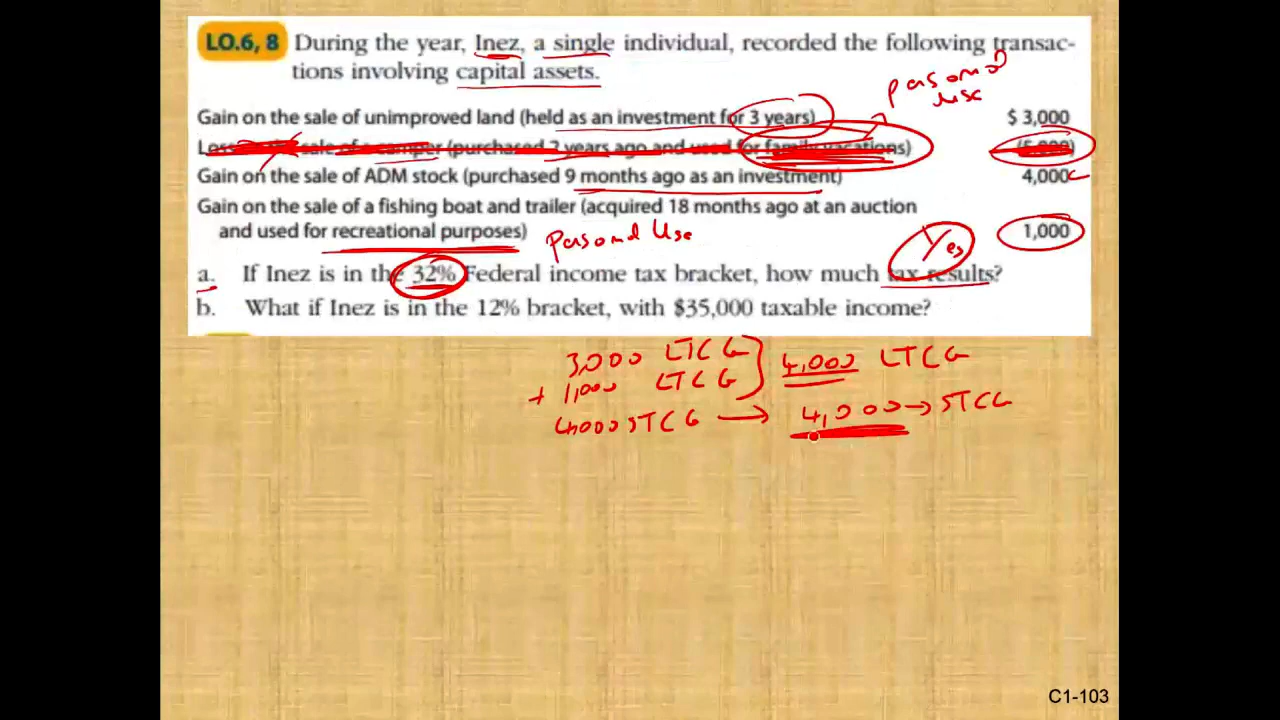 LO.6, 8 During the year, Inez, a single individual, recorded the following transac-
tions involving capital assets.
personal
use
Gain on the sale of unimproved land (held as an investment for 3 years) $ 3,000
sale of a camper (purchased 2 years ago and used for family vacations) (5,000)
Gain on the sale of ADM stock (purchased 9 months ago as an investment) 4,000
Gain on the sale of a fishing boat and trailer (acquired 18 months ago at an auction
and used for recreational purposes) 1,000
Personal Use
Yes
a. If Inez is in the 32% Federal income tax bracket, how much tax results?
b. What if Inez is in the 12% bracket, with $35,000 taxable income?
3,000 LTCG
4,000 LTCG
+ 1,000 LTCG
4,000 STCG → 4,000 → STCG
C1-103